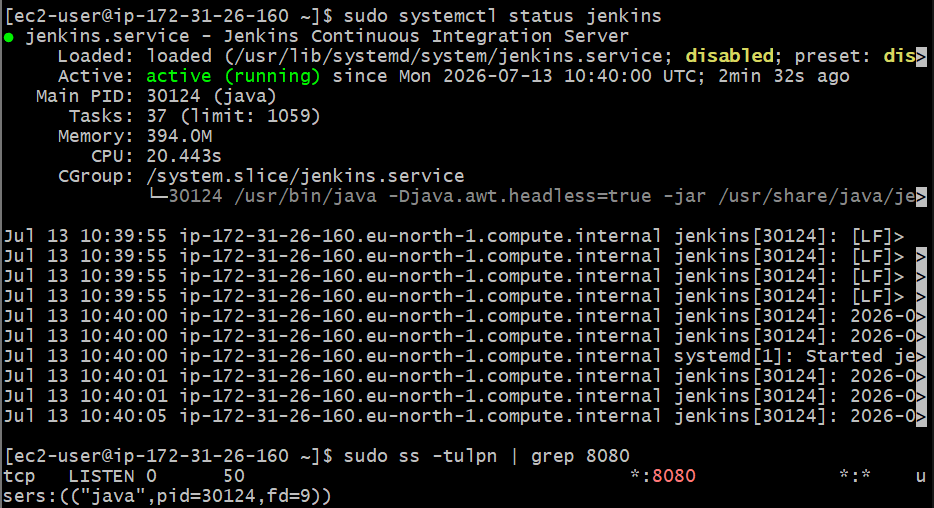 [ec2-user@ip-172-31-26-160 ~]$ sudo systemctl status jenkins
● jenkins.service - Jenkins Continuous Integration Server
     Loaded: loaded (/usr/lib/systemd/system/jenkins.service; disabled; preset: dis>
     Active: active (running) since Mon 2026-07-13 10:40:00 UTC; 2min 32s ago
   Main PID: 30124 (java)
      Tasks: 37 (limit: 1059)
     Memory: 394.0M
        CPU: 20.443s
     CGroup: /system.slice/jenkins.service
             └─30124 /usr/bin/java -Djava.awt.headless=true -jar /usr/share/java/je>
Jul 13 10:39:55 ip-172-31-26-160.eu-north-1.compute.internal jenkins[30124]: [LF]>
Jul 13 10:39:55 ip-172-31-26-160.eu-north-1.compute.internal jenkins[30124]: [LF]> >
Jul 13 10:39:55 ip-172-31-26-160.eu-north-1.compute.internal jenkins[30124]: [LF]> >
Jul 13 10:39:55 ip-172-31-26-160.eu-north-1.compute.internal jenkins[30124]: [LF]> >
Jul 13 10:40:00 ip-172-31-26-160.eu-north-1.compute.internal jenkins[30124]: 2026-0>
Jul 13 10:40:00 ip-172-31-26-160.eu-north-1.compute.internal jenkins[30124]: 2026-0>
Jul 13 10:40:00 ip-172-31-26-160.eu-north-1.compute.internal systemd[1]: Started je>
Jul 13 10:40:01 ip-172-31-26-160.eu-north-1.compute.internal jenkins[30124]: 2026-0>
Jul 13 10:40:01 ip-172-31-26-160.eu-north-1.compute.internal jenkins[30124]: 2026-0>
Jul 13 10:40:05 ip-172-31-26-160.eu-north-1.compute.internal jenkins[30124]: 2026-0>
[ec2-user@ip-172-31-26-160 ~]$ sudo ss -tulpn | grep 8080
tcp   LISTEN 0      50                                  *:8080             *:*    u
sers:(("java",pid=30124,fd=9))